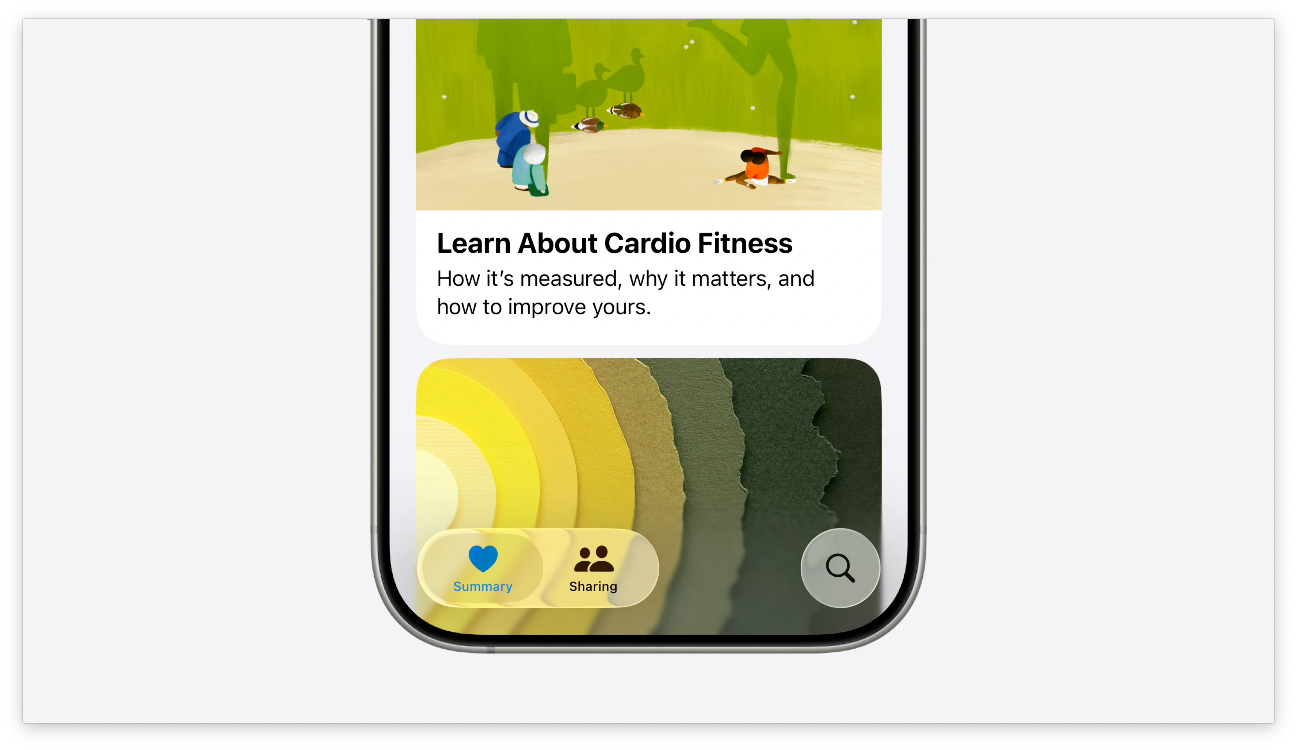 Learn About Cardio Fitness
How it’s measured, why it matters, and
how to improve yours.
Summary
Sharing